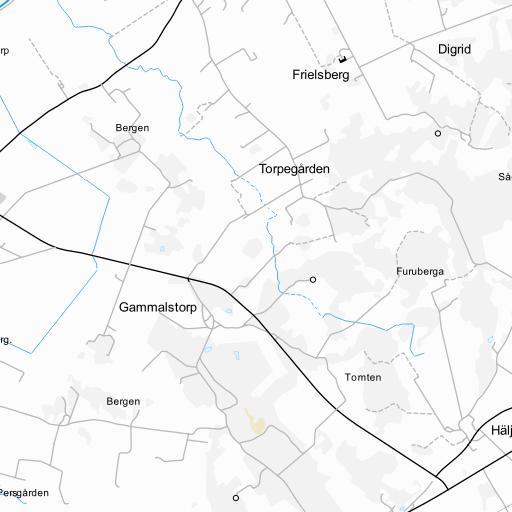 Digrid
Frielsberg
Bergen
Torpegården
Furuberga
Gammalstorp
Tomten
Bergen
Persgården